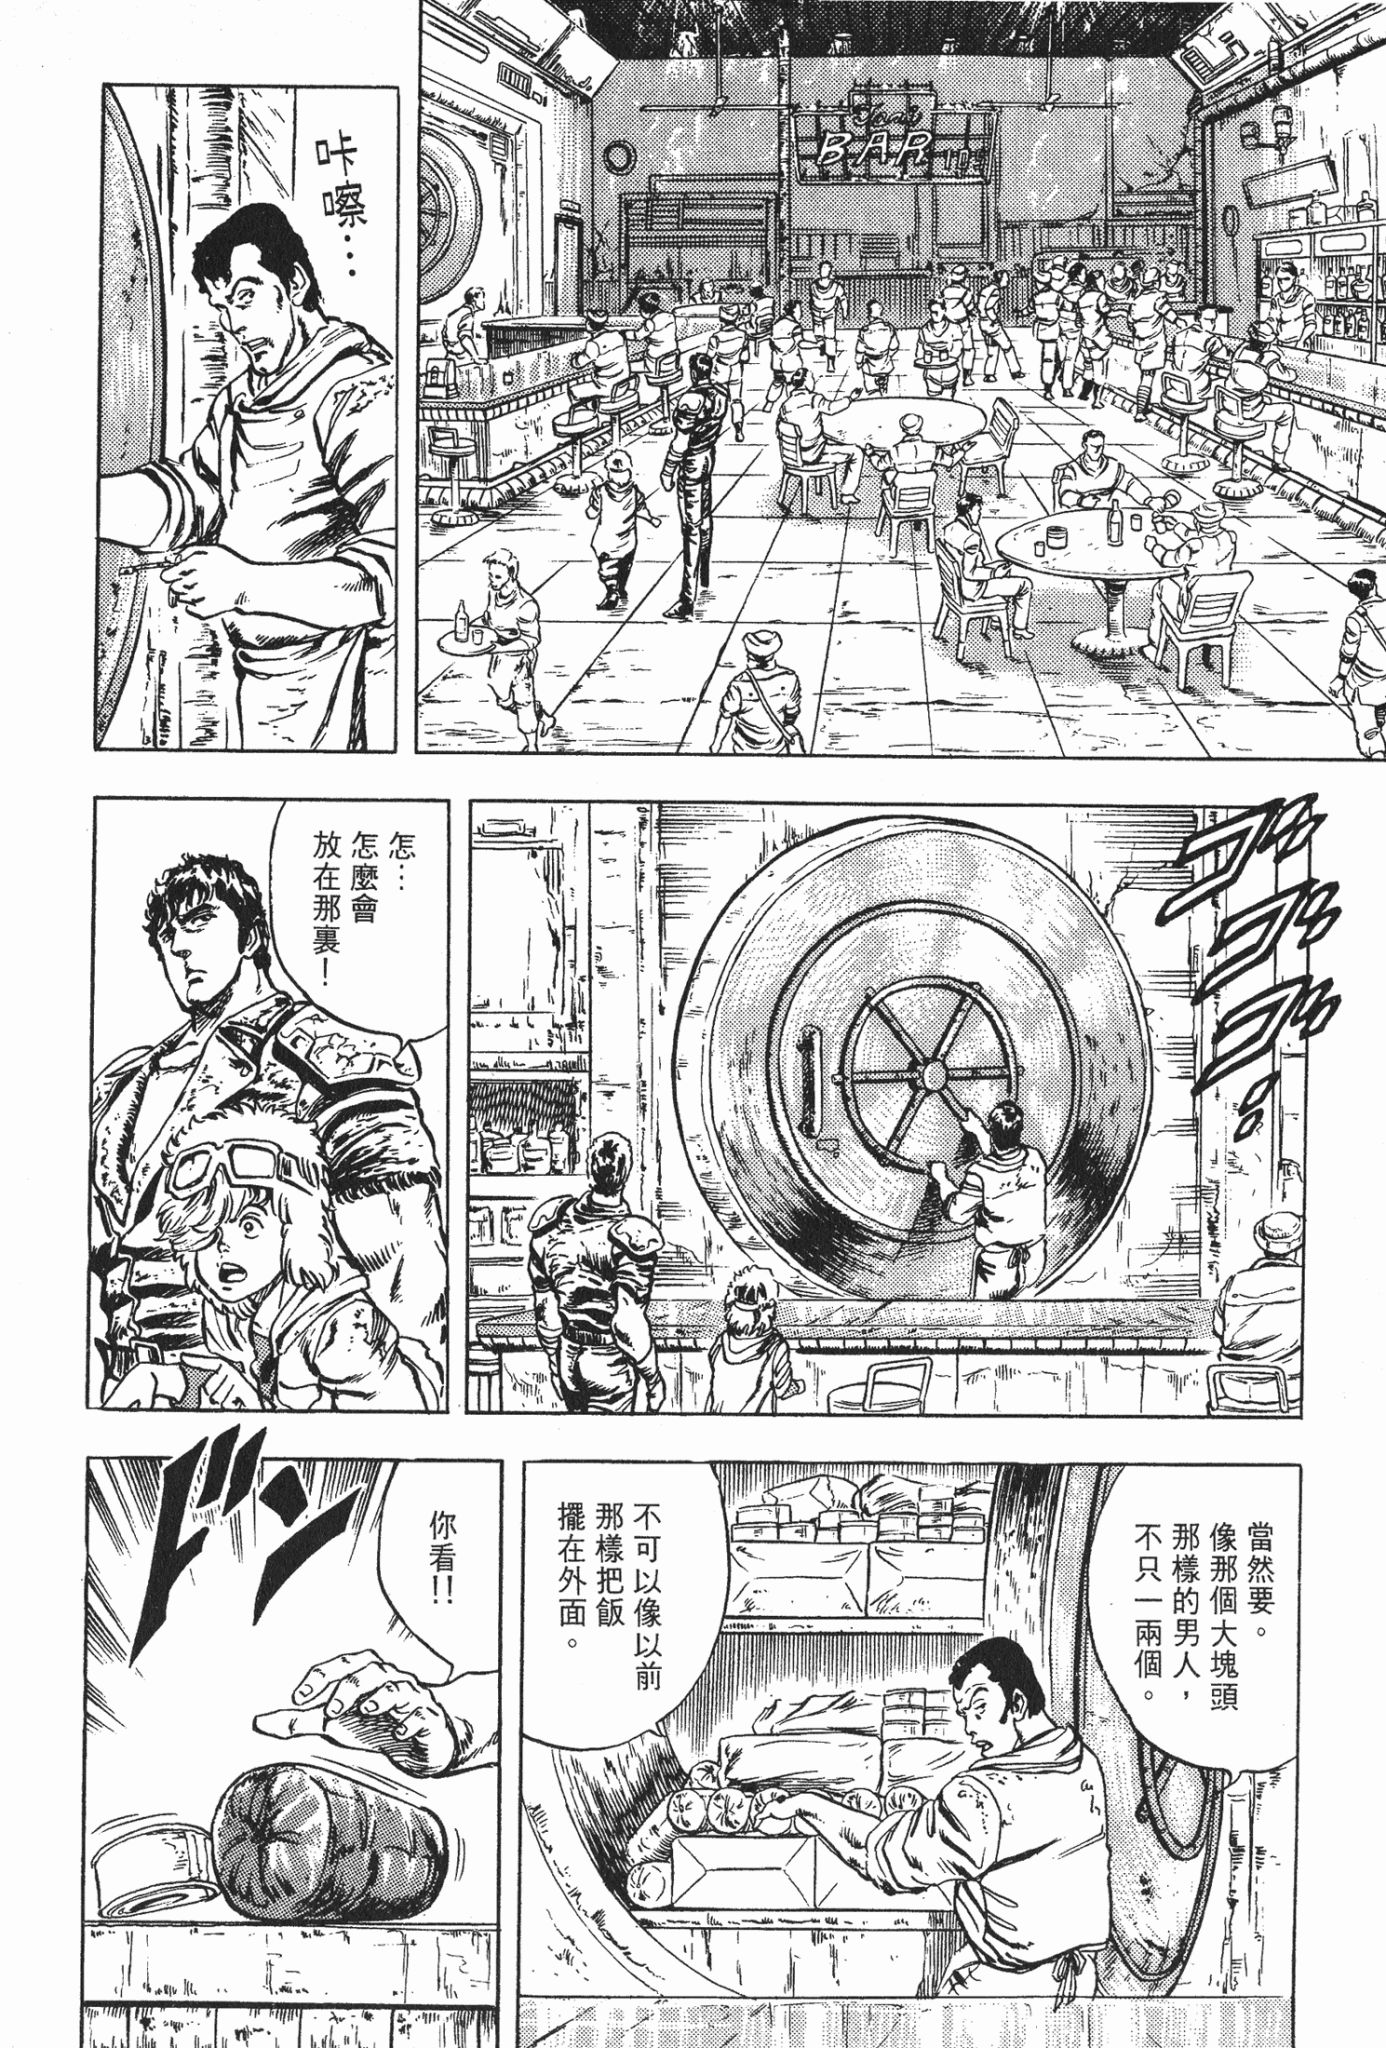 BAR
咔嚓…
ゴゴゴ…
怎…
怎麼會
放在那裏！
當然要。
像那個大塊頭
那樣的男人，
不只一兩個。
不可以像以前
那樣把飯
擺在外面。
你看!!
ドン